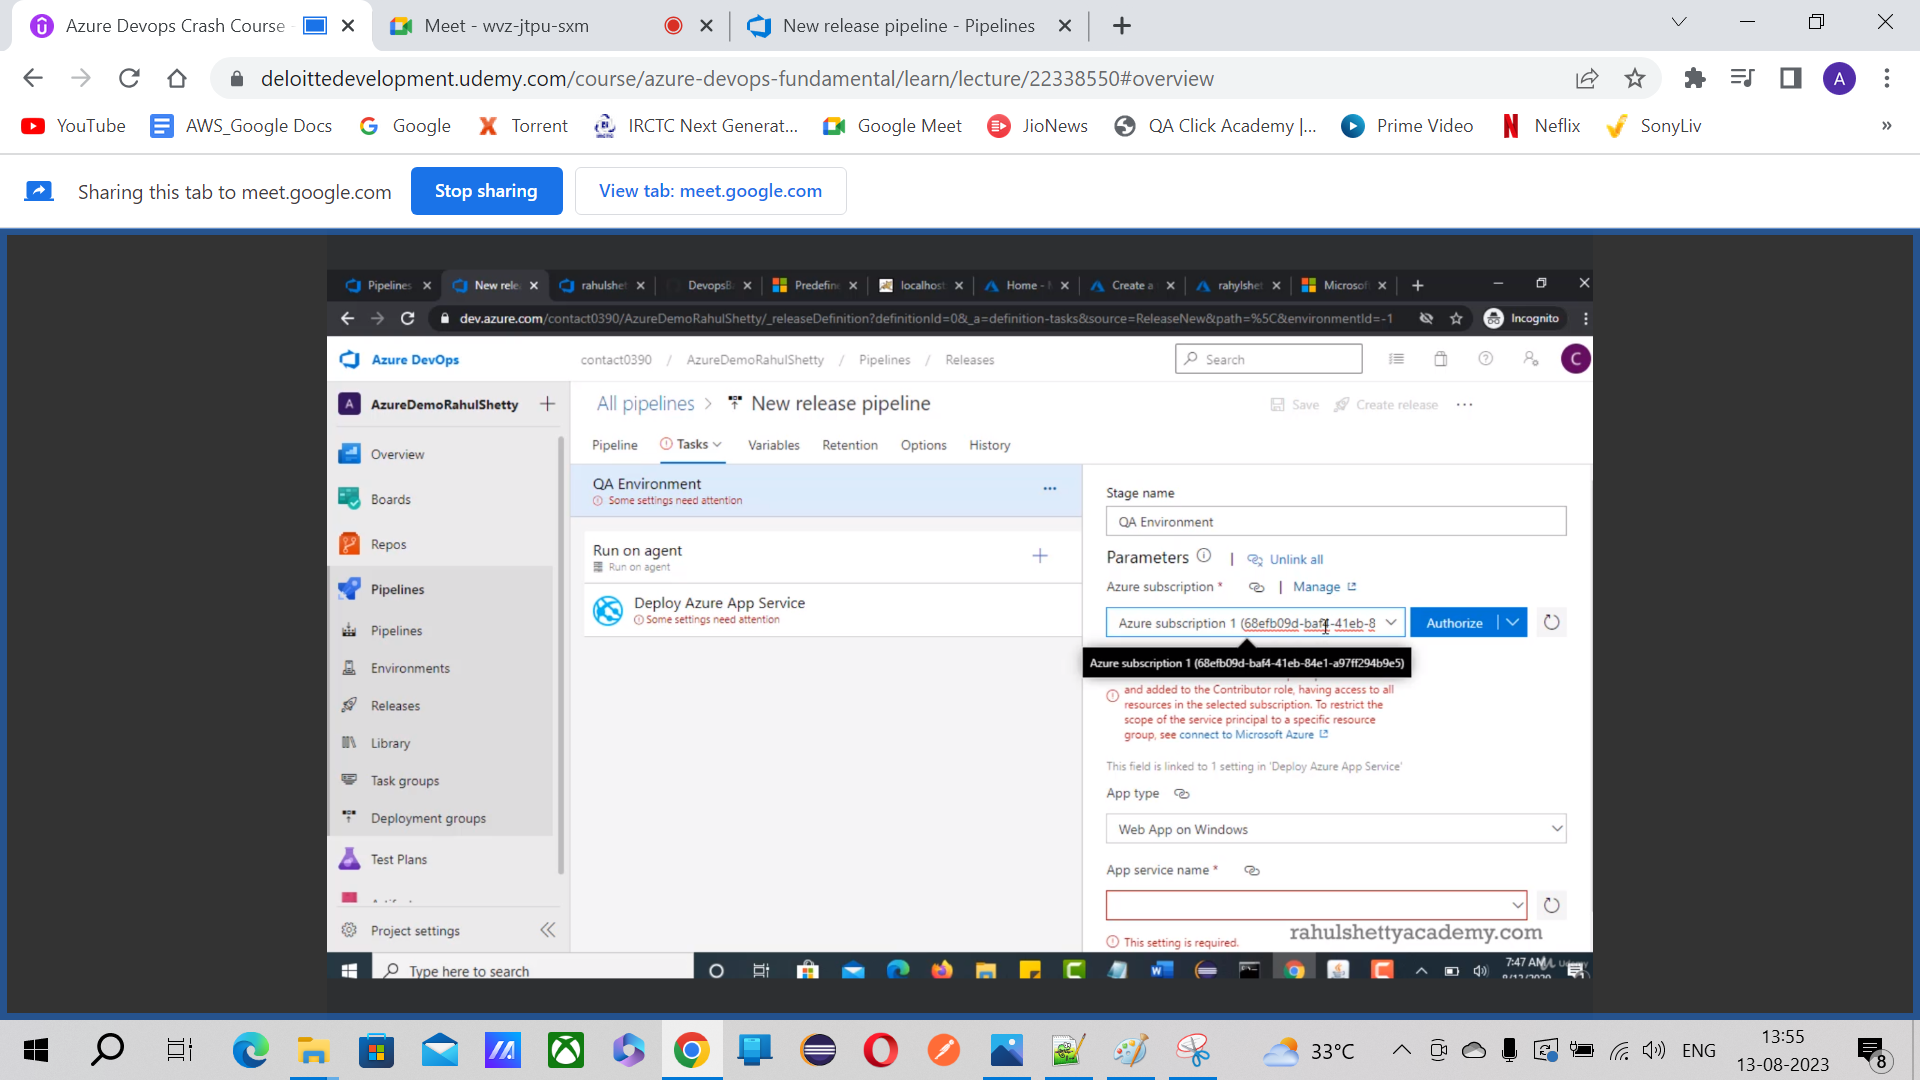 Azure Devops Crash Course
Meet - wvz-jtpu-sxm
New release pipeline - Pipelines
deloittedevelopment.udemy.com/course/azure-devops-fundamental/learn/lecture/22338550#overview
A
YouTube
AWS_Google Docs
Google
Torrent
IRCTC Next Generat...
Google Meet
JioNews
QA Click Academy |...
Prime Video
Neflix
SonyLiv
»
Sharing this tab to meet.google.com
Stop sharing
View tab: meet.google.com
Pipelines
New rele
rahulshet
DevopsB
Predefin
localhost
Home -
Create a
rahylshet
Microsof
dev.azure.com/contact0390/AzureDemoRahulShetty/_releaseDefinition?definitionId=0&_a=definition-tasks&source=ReleaseNew&path=%5C&environmentId=-1
Incognito
Azure DevOps
contact0390 / AzureDemoRahulShetty / Pipelines / Releases
Search
C
A AzureDemoRahulShetty
All pipelines > New release pipeline
Save
Create release
Pipeline
Tasks
Variables
Retention
Options
History
Overview
Boards
Repos
Pipelines
Pipelines
Environments
Releases
Library
Task groups
Deployment groups
Test Plans
Project settings
QA Environment
Some settings need attention
Run on agent
Run on agent
Deploy Azure App Service
Some settings need attention
Stage name
QA Environment
Parameters | Unlink all
Azure subscription * | Manage
Azure subscription 1 (68efb09d-baf4-41eb-8
Authorize
Azure subscription 1 (68efb09d-baf4-41eb-84e1-a97ff294b9e5)
and added to the Contributor role, having access to all
resources in the selected subscription. To restrict the
scope of the service principal to a specific resource
group, see connect to Microsoft Azure
This field is linked to 1 setting in 'Deploy Azure App Service'
App type
Web App on Windows
App service name *
This setting is required.
rahulshettyacademy.com
Type here to search
7:47 AM
33°C
ENG
13:55
13-08-2023
8